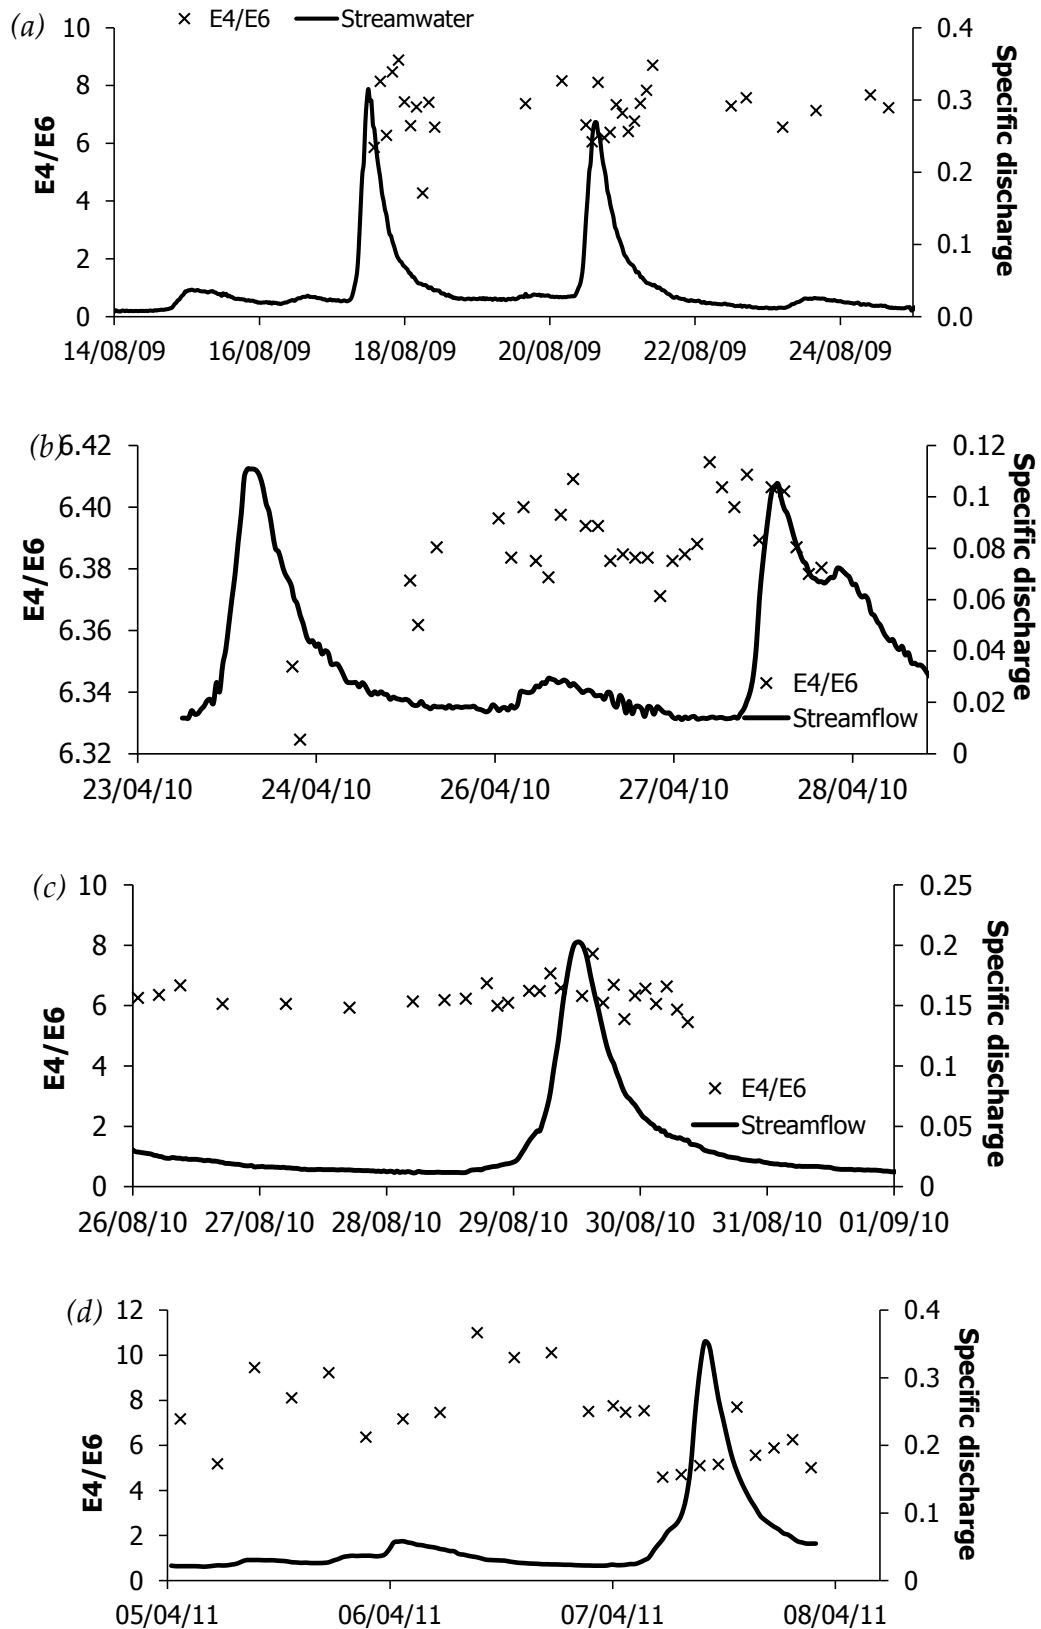 (a)
× E4/E6 Streamwater
10
8
6
4
2
0
E4/E6
0.4
0.3
0.2
0.1
0.0
Specific discharge
14/08/09 16/08/09 18/08/09 20/08/09 22/08/09 24/08/09
(b)
6.42
6.40
6.38
6.36
6.34
6.32
E4/E6
0.12
0.1
0.08
0.06
0.04
0.02
0
Specific discharge
× E4/E6
Streamflow
23/04/10 24/04/10 26/04/10 27/04/10 28/04/10
(c)
10
8
6
4
2
0
E4/E6
0.25
0.2
0.15
0.1
0.05
0
Specific discharge
× E4/E6
Streamflow
26/08/10 27/08/10 28/08/10 29/08/10 30/08/10 31/08/10 01/09/10
(d)
12
10
8
6
4
2
0
E4/E6
0.4
0.3
0.2
0.1
0
Specific discharge
05/04/11 06/04/11 07/04/11 08/04/11